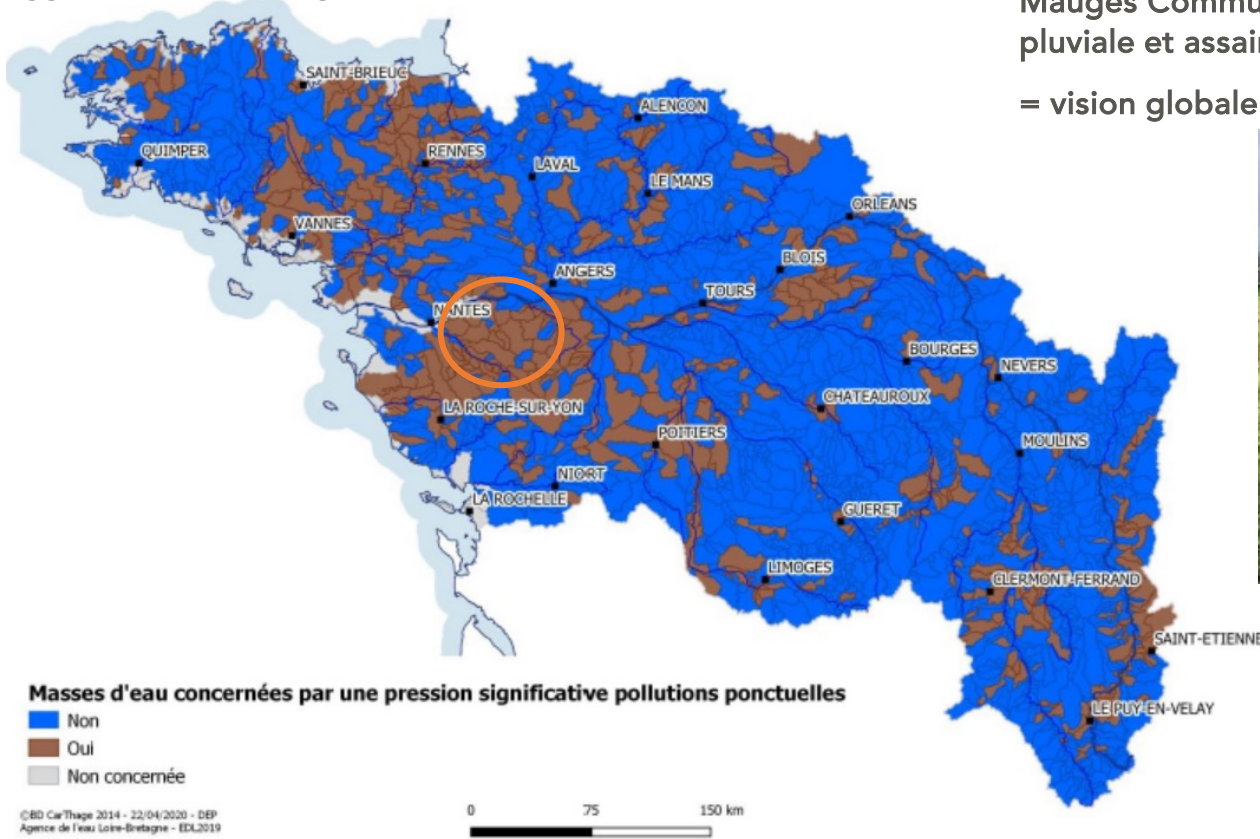 Mauges
pluviale et
= vision globale
SAINT-BRIEUC
ALENCON
QUIMPER
RENNES
LAVAL
LE MANS
ORLEANS
VANNES
BLOIS
ANGERS
TOURS
NANTES
BOURGES
NEVERS
CHATEAUROUX
LA ROCHE-SUR-YON
POITIERS
MOULINS
NIORT
LA ROCHELLE
GUERET
LIMOGES
CLERMONT-FERRAND
SAINT-ETIENNE
LE PUY-EN-VELAY
Masses d'eau concernées par une pression significative pollutions ponctuelles
Non
Oui
Non concernée
©BD CarThage 2014 - 22/04/2020 - DEP
Agence de l'eau Loire-Bretagne - EDL2019
0 75 150 km